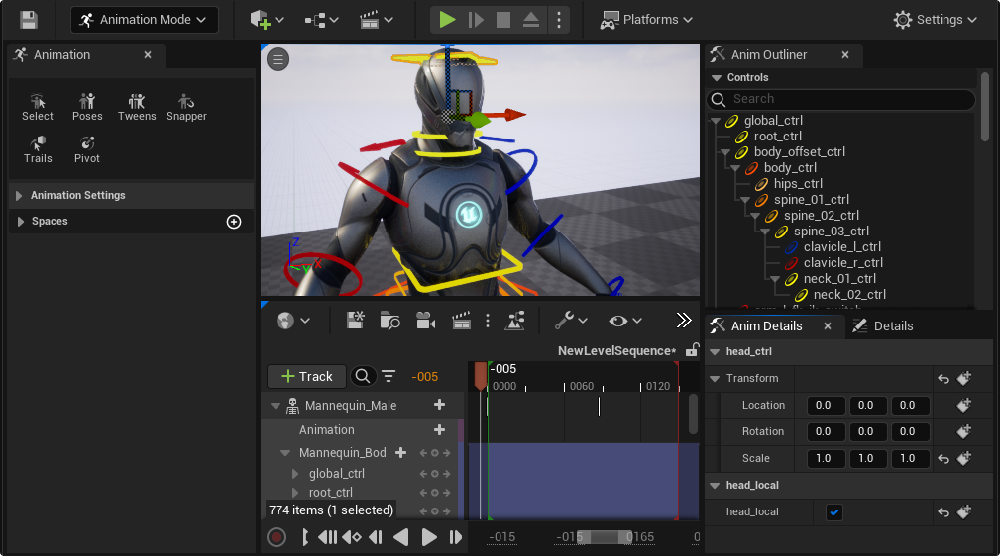 Animation Mode
Platforms
Settings
Animation
Select
Poses
Tweens
Snapper
Trails
Pivot
Animation Settings
Spaces
Z
Y
X
Anim Outliner
Controls
Search
global_ctrl
root_ctrl
body_offset_ctrl
body_ctrl
hips_ctrl
spine_01_ctrl
spine_02_ctrl
spine_03_ctrl
clavicle_l_ctrl
clavicle_r_ctrl
neck_01_ctrl
neck_02_ctrl
NewLevelSequence*
Track
-005
-005
0000
0060
0120
Mannequin_Male
Animation
Mannequin_Bod
global_ctrl
root_ctrl
774 items (1 selected)
-015
-015
0165
Anim Details
Details
head_ctrl
Transform
Location 0.0 0.0 0.0
Rotation 0.0 0.0 0.0
Scale 1.0 1.0 1.0
head_local
head_local